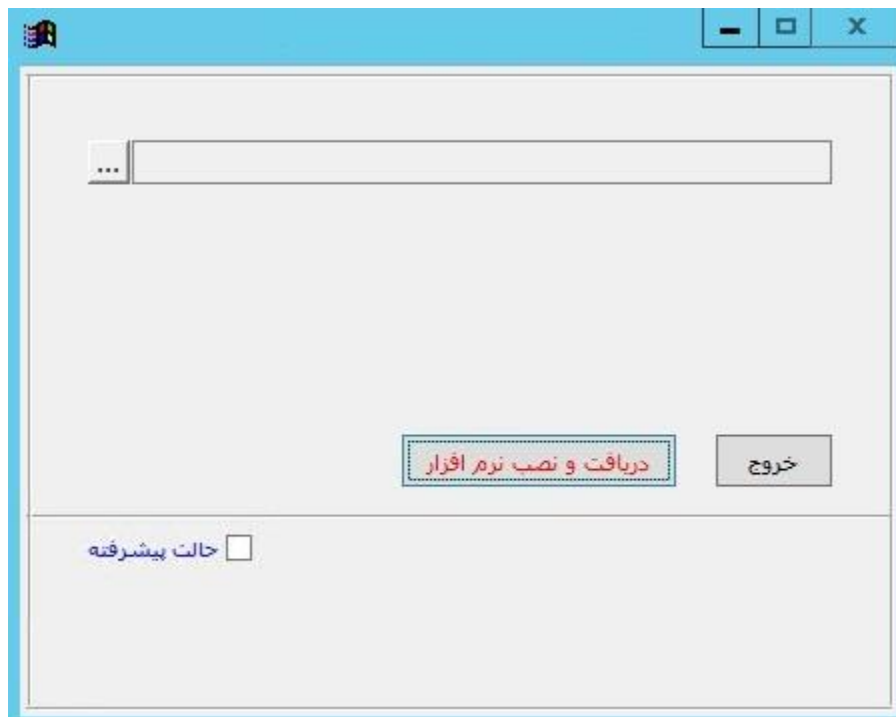 ...
خروج
دریافت و نصب نرم افزار
حالت پیشرفته